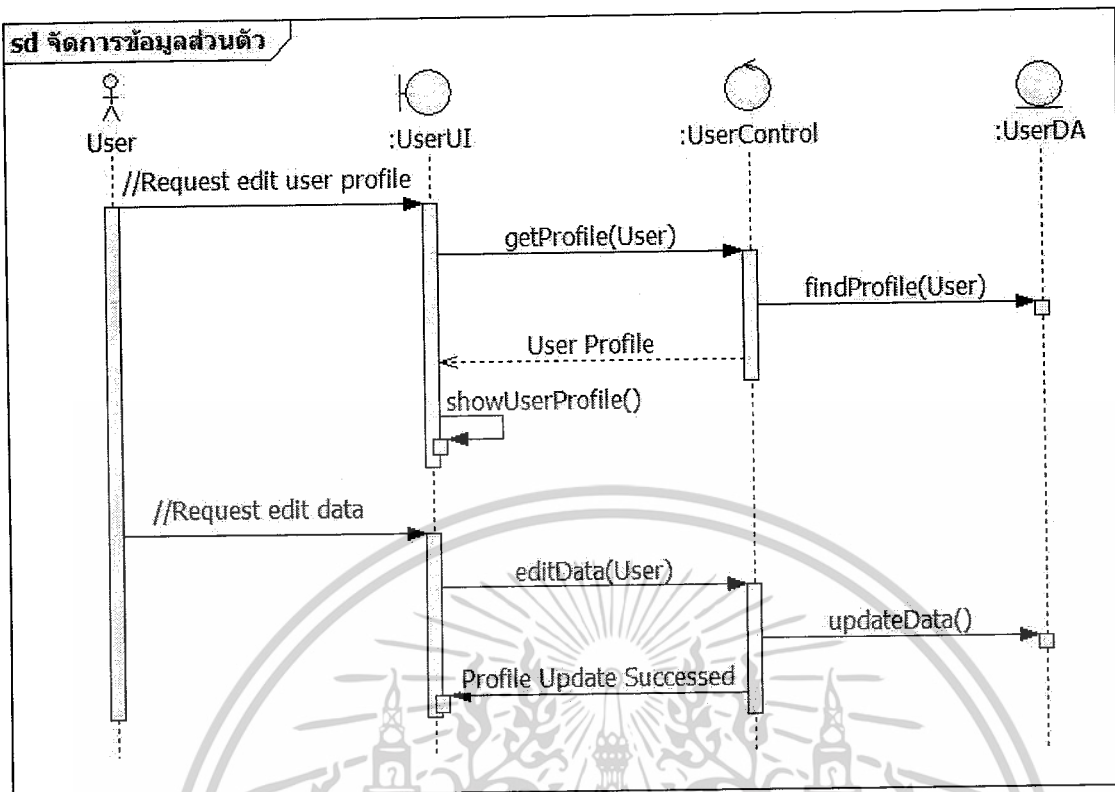 sd จัดการข้อมูลส่วนตัว
User
:UserUI
:UserControl
:UserDA
//Request edit user profile
getProfile(User)
findProfile(User)
User Profile
showUserProfile()
//Request edit data
editData(User)
updateData()
Profile Update Successed